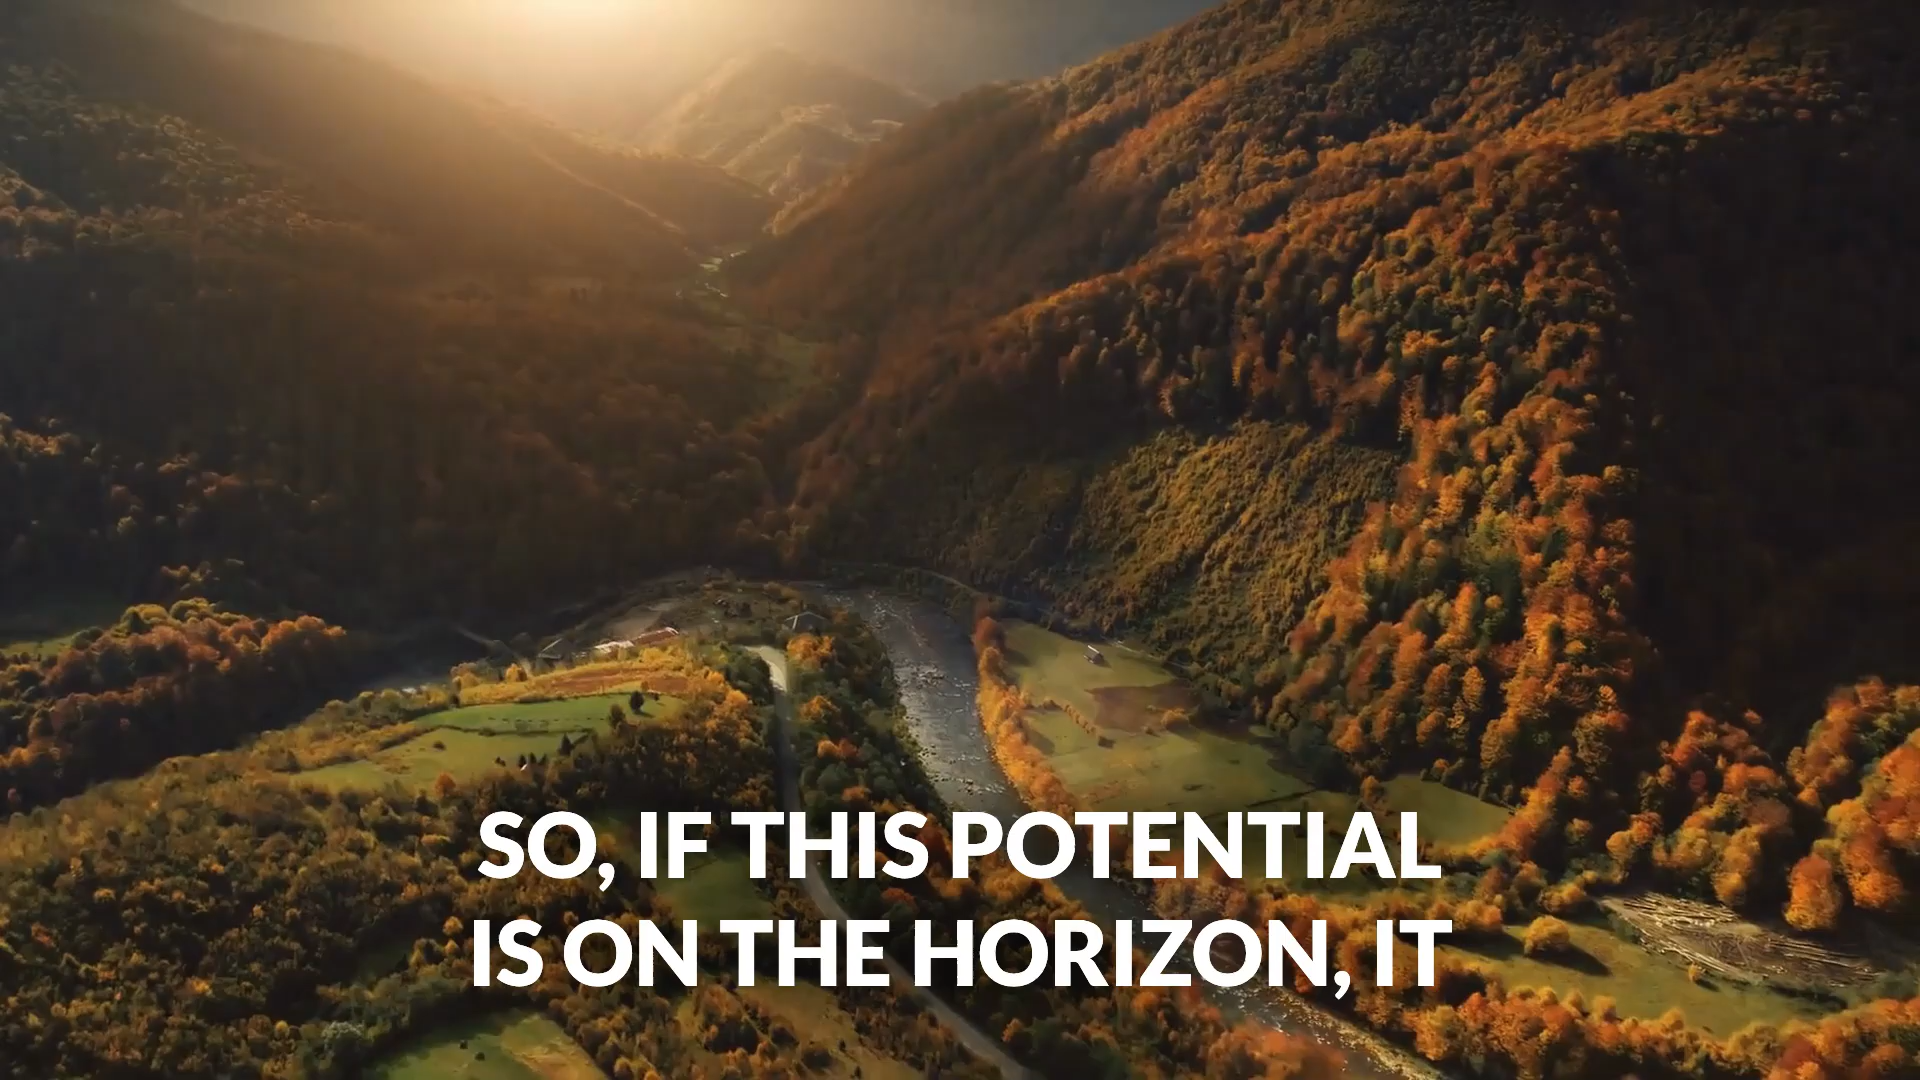 SO, IF THIS POTENTIAL
IS ON THE HORIZON, IT